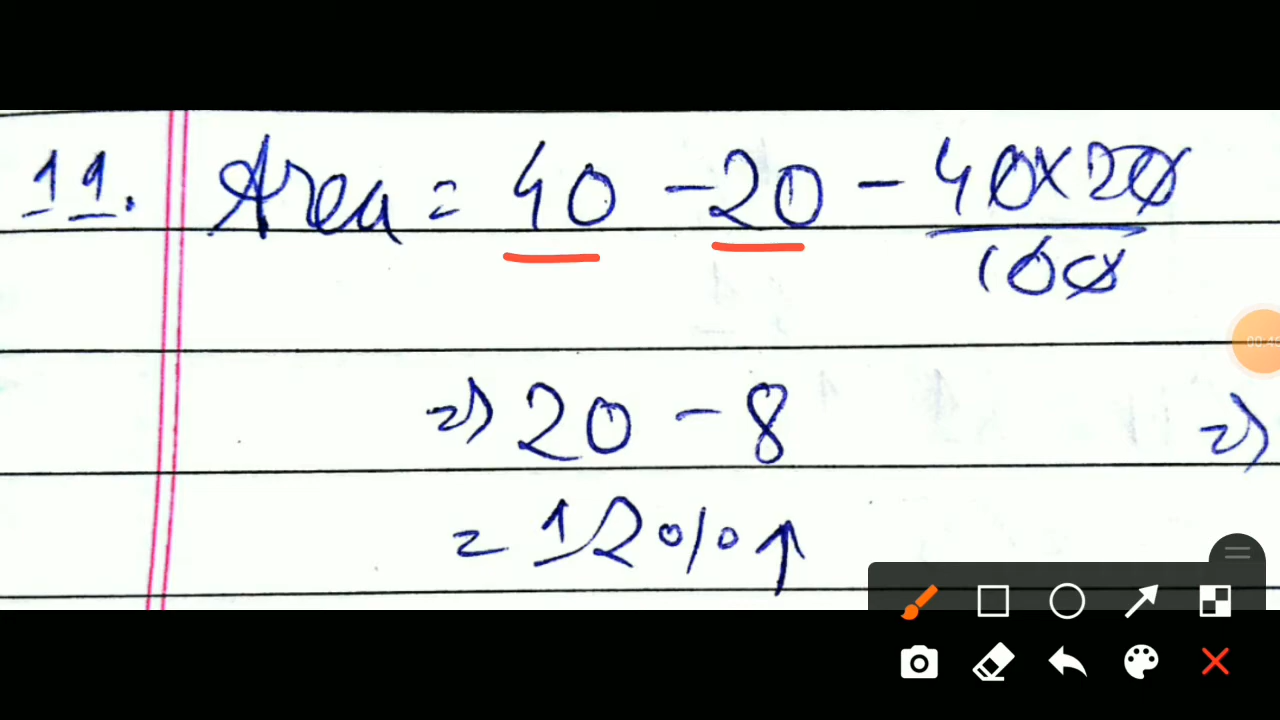 11. Area = 40 - 20 - 40×20/100
⇒ 20 - 8 ⇒
= 12% ↑